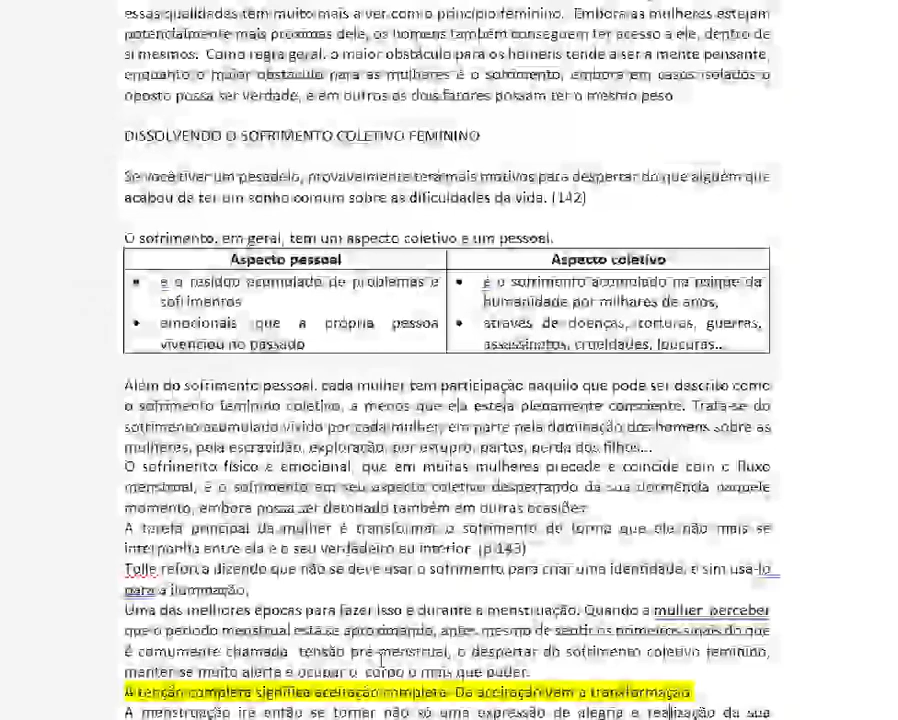 essas qualidades têm muito mais a ver com o princípio feminino. Embora as mulheres estejam
potencialmente mais próximas dele, os homens também conseguem ter acesso a ele, dentro de
si mesmos. Como regra geral, o maior obstáculo para os homens tende a ser a mente pensante,
enquanto o maior obstáculo para as mulheres é o sofrimento, embora em casos isolados o
oposto possa ser verdade, e em outros os dois fatores possam ter o mesmo peso
DISSOLVENDO O SOFRIMENTO COLETIVO FEMININO
Se você tiver um pesadelo, provavelmente terá mais motivos para despertar do que alguém que
acabou de ter um sonho comum sobre as dificuldades da vida. (142)
O sofrimento, em geral, tem um aspecto coletivo e um pessoal.
Aspecto pessoal
• é o resíduo acumulado de problemas e
sofrimentos
• emocionais que a própria pessoa
vivenciou no passado
Aspecto coletivo
• é o sofrimento acumulado na psique da
humanidade por milhares de anos,
• através de doenças, torturas, guerras,
assassinatos, crueldades, loucuras...
Além do sofrimento pessoal, cada mulher tem participação naquilo que pode ser descrito como
o sofrimento feminino coletivo, a menos que ela esteja plenamente consciente. Trata-se do
sofrimento acumulado vivido por cada mulher, em parte pela dominação dos homens sobre as
mulheres, pela escravidão, exploração, por estupro, partos, perda dos filhos...
O sofrimento físico e emocional, que em muitas mulheres precede e coincide com o fluxo
menstrual, é o sofrimento em seu aspecto coletivo despertando da sua dormência naquele
momento, embora possa ser detonado também em outras ocasiões
A tarefa principal da mulher é transformar o sofrimento de forma que ele não mais se
interponha entre ela e o seu verdadeiro eu interior (p 143)
Tolle reforça dizendo que não se deve usar o sofrimento para criar uma identidade, e sim usa-lo
para a iluminação,
Uma das melhores épocas para fazer isso é durante a menstruação. Quando a mulher perceber
que o período menstrual está se aproximando, antes mesmo de sentir os primeiros sinais do que
é comumente chamada tensão pré-menstrual, o despertar do sofrimento coletivo feminino,
manter-se muito alerta e ocupar o corpo o mais que puder.
A tenção completa significa aceitação completa. Da aceitação vem a transformação
A menstruação irá então se tornar não só uma expressão de alegria e realização da sua